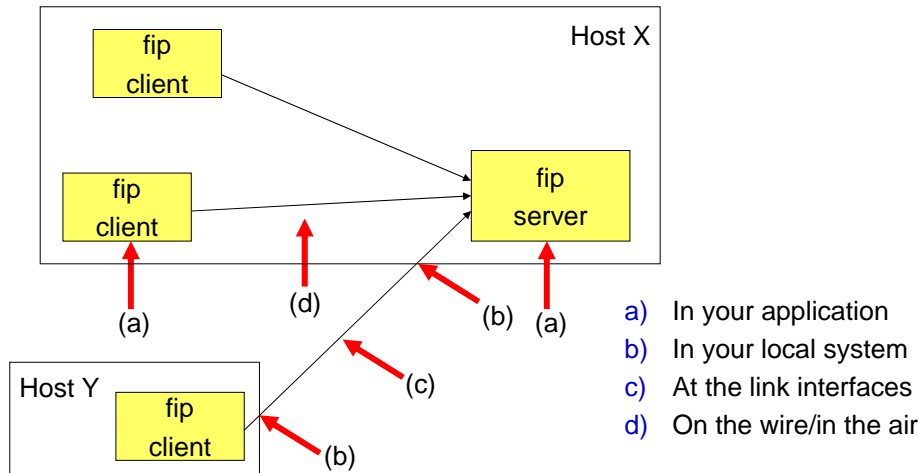 Host X
fip
client
fip
client
fip
server
(a)
(d)
(b)
(a)
(c)
Host Y
fip
client
(b)
a) In your application
b) In your local system
c) At the link interfaces
d) On the wire/in the air